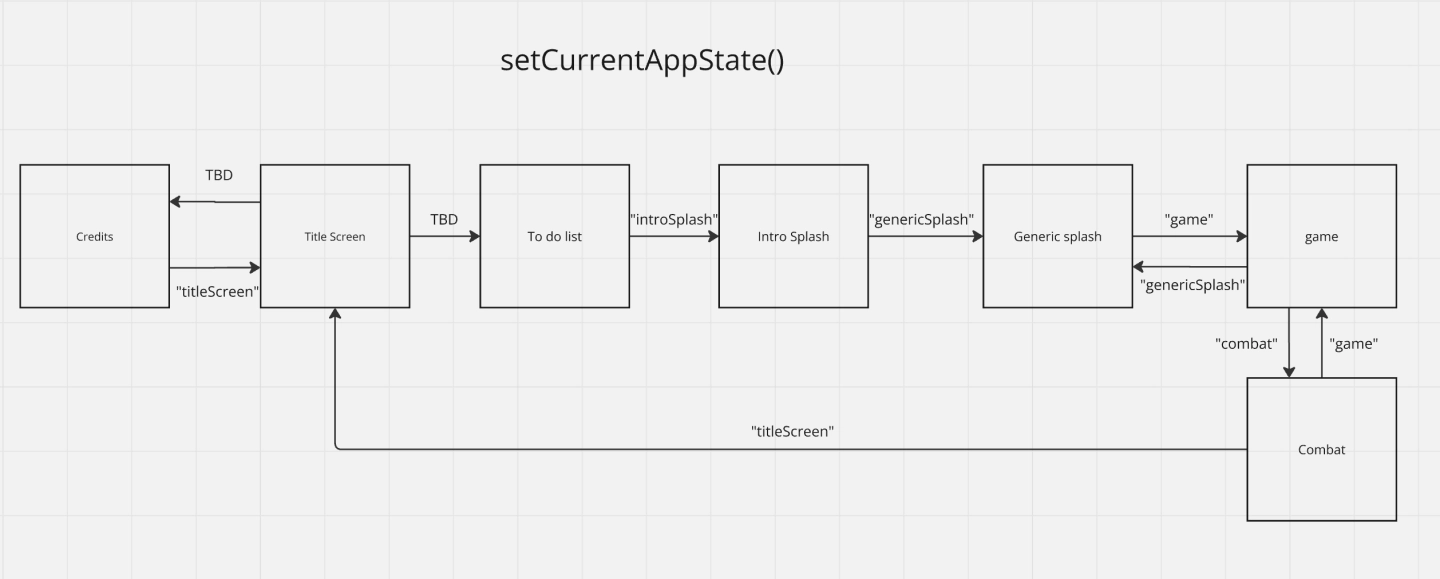 setCurrentAppState()
TBD
TBD
"introSplash"
"genericSplash"
"game"
Credits
Title Screen
To do list
Intro Splash
Generic splash
game
"titleScreen"
"genericSplash"
"combat"
"game"
"titleScreen"
Combat